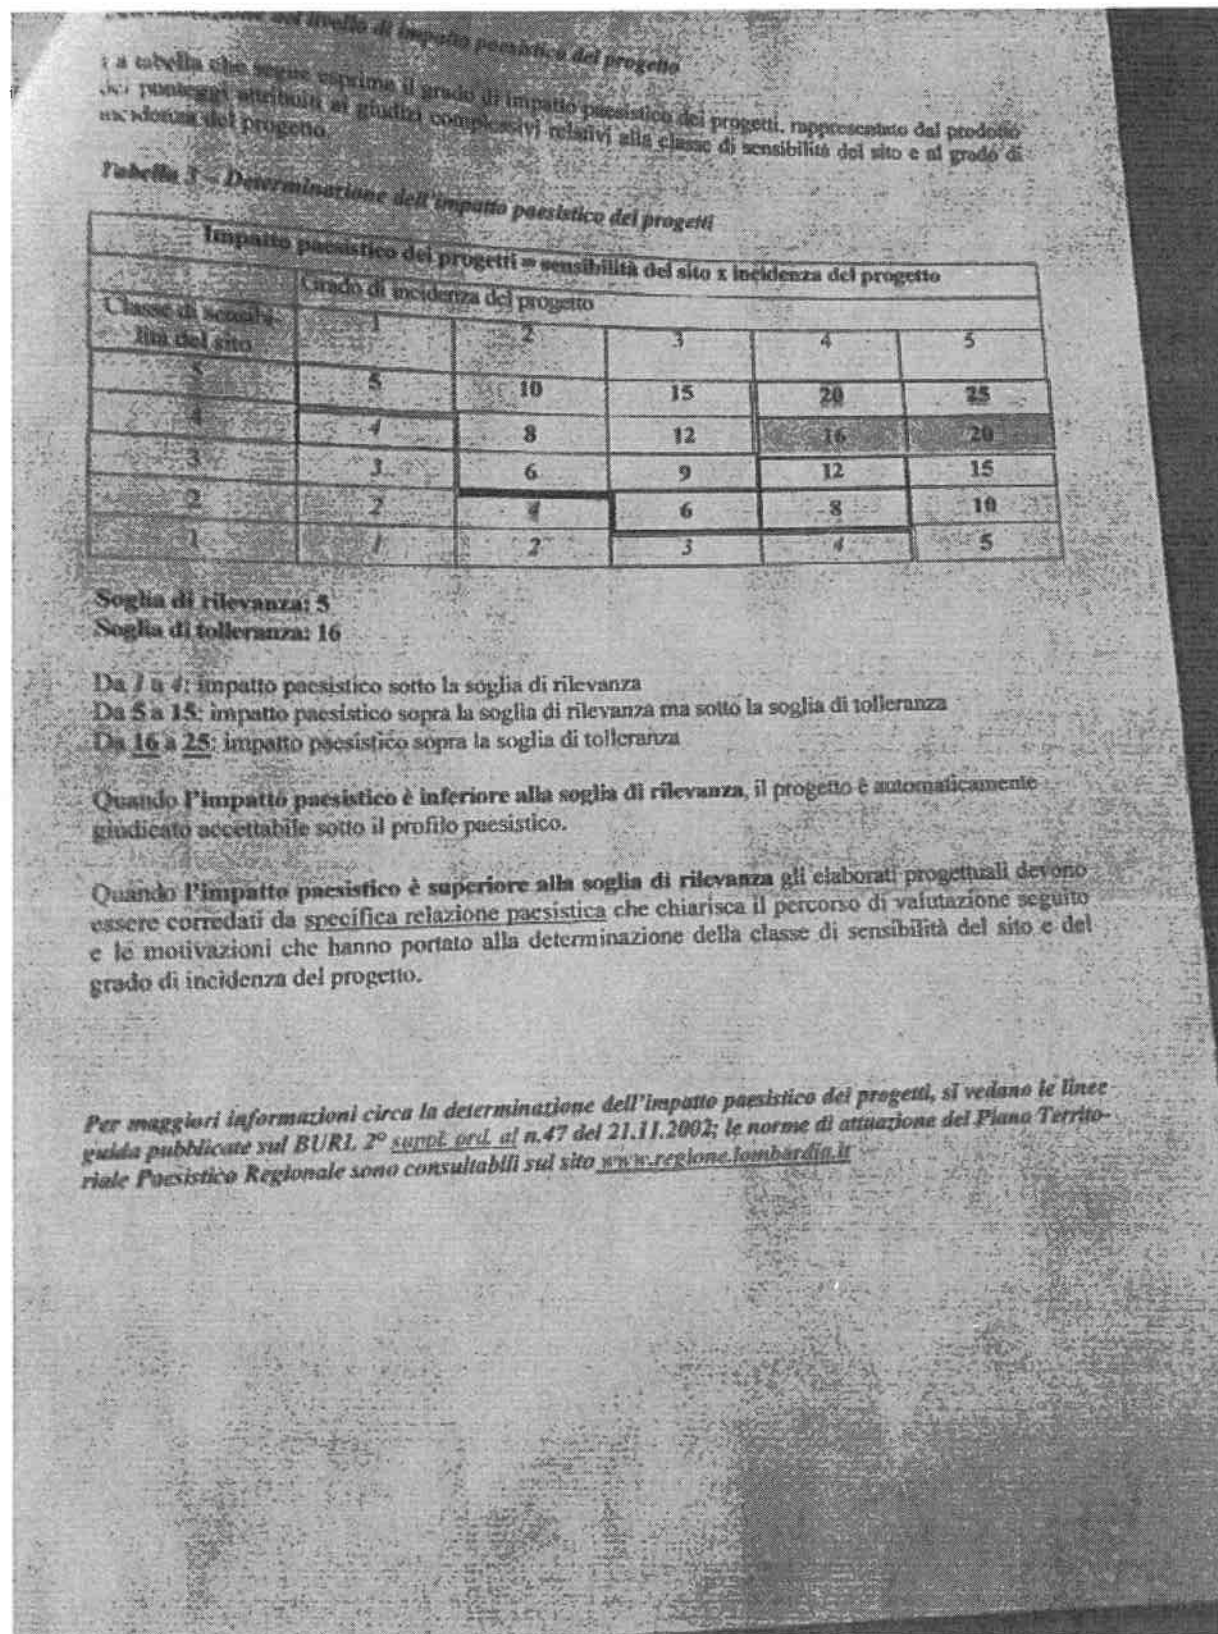 del livello di impatto paesistico del progetto
a tabella che segue esprime il grado di impatto paesistico dei progetti, rappresentato dal prodotto
dei punteggi attribuiti ai giudizi complessivi relativi alla classe di sensibilità del sito e al grado di
incidenza del progetto.
Tabella 3 – Determinazione dell'impatto paesistico dei progetti
Impatto paesistico dei progetti = sensibilità del sito x incidenza del progetto
Grado di incidenza del progetto
Classe di sensibi-
lità del sito 1 2 3 4 5
5 5 10 15 20 25
4 4 8 12 16 20
3 3 6 9 12 15
2 2 4 6 8 10
1 1 2 3 4 5
Soglia di rilevanza: 5
Soglia di tolleranza: 16
Da 1 a 4: impatto paesistico sotto la soglia di rilevanza
Da 5 a 15: impatto paesistico sopra la soglia di rilevanza ma sotto la soglia di tolleranza
Da 16 a 25: impatto paesistico sopra la soglia di tolleranza
Quando l'impatto paesistico è inferiore alla soglia di rilevanza, il progetto è automaticamente
giudicato accettabile sotto il profilo paesistico.
Quando l'impatto paesistico è superiore alla soglia di rilevanza gli elaborati progettuali devono
essere corredati da specifica relazione paesistica che chiarisca il percorso di valutazione seguito
e le motivazioni che hanno portato alla determinazione della classe di sensibilità del sito e del
grado di incidenza del progetto.
Per maggiori informazioni circa la determinazione dell'impatto paesistico dei progetti, si vedano le linee
guida pubblicate sul BURL 2° suppl. ord. al n.47 del 21.11.2002; le norme di attuazione del Piano Territo-
riale Paesistico Regionale sono consultabili sul sito www.regione.lombardia.it